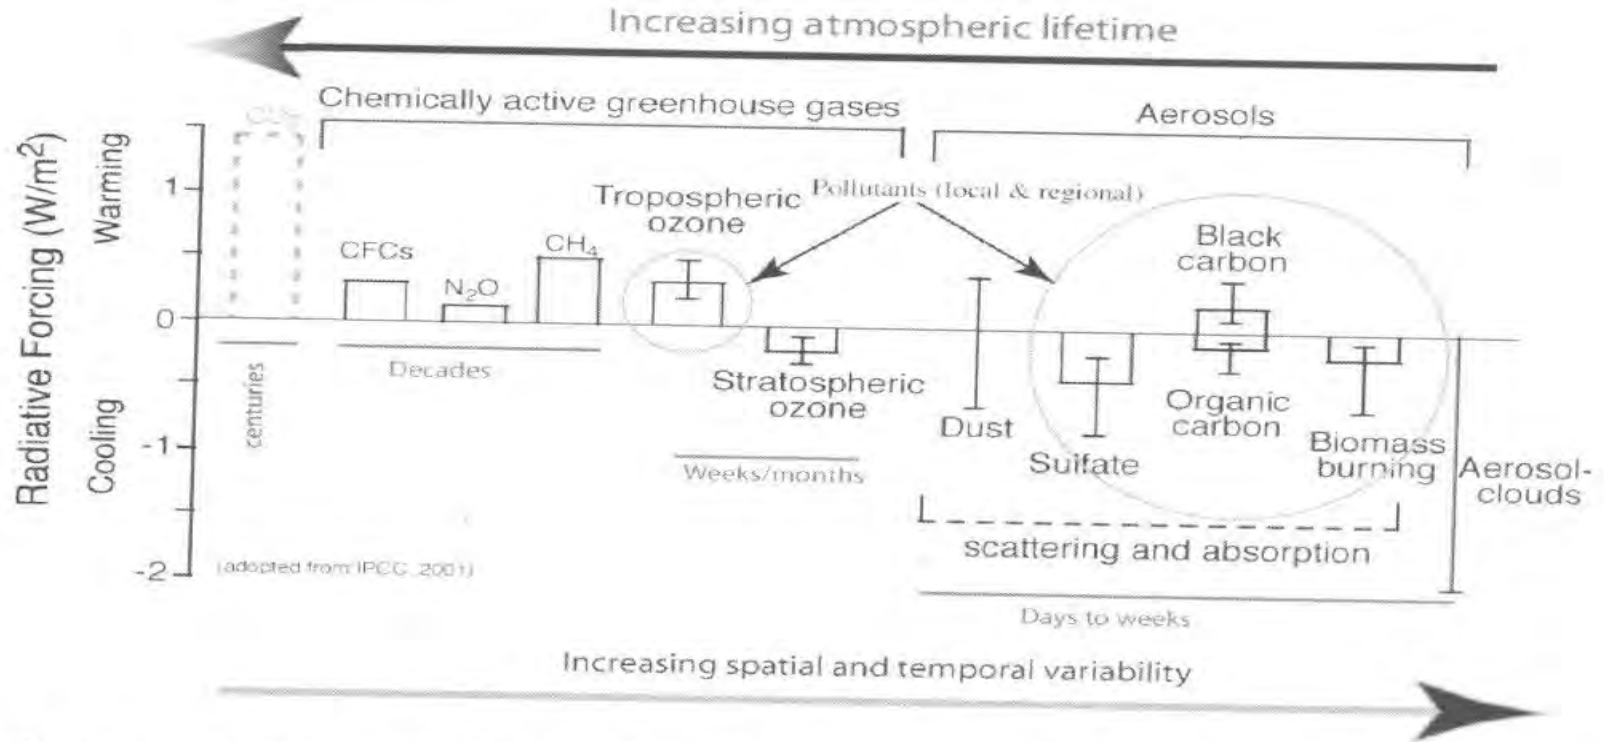 Increasing atmospheric lifetime
Chemically active greenhouse gases
Aerosols
Radiative Forcing (W/m²)
Warming
Cooling
1
0
-1
-2
CFCs
N₂O
CH₄
Tropospheric
ozone
Pollutants (local & regional)
Black
carbon
centuries
Decades
Stratospheric
ozone
Weeks/months
Dust
Sulfate
Organic
carbon
Biomass
burning
Aerosol-
clouds
scattering and absorption
(adopted from IPCC, 2001)
Days to weeks
Increasing spatial and temporal variability